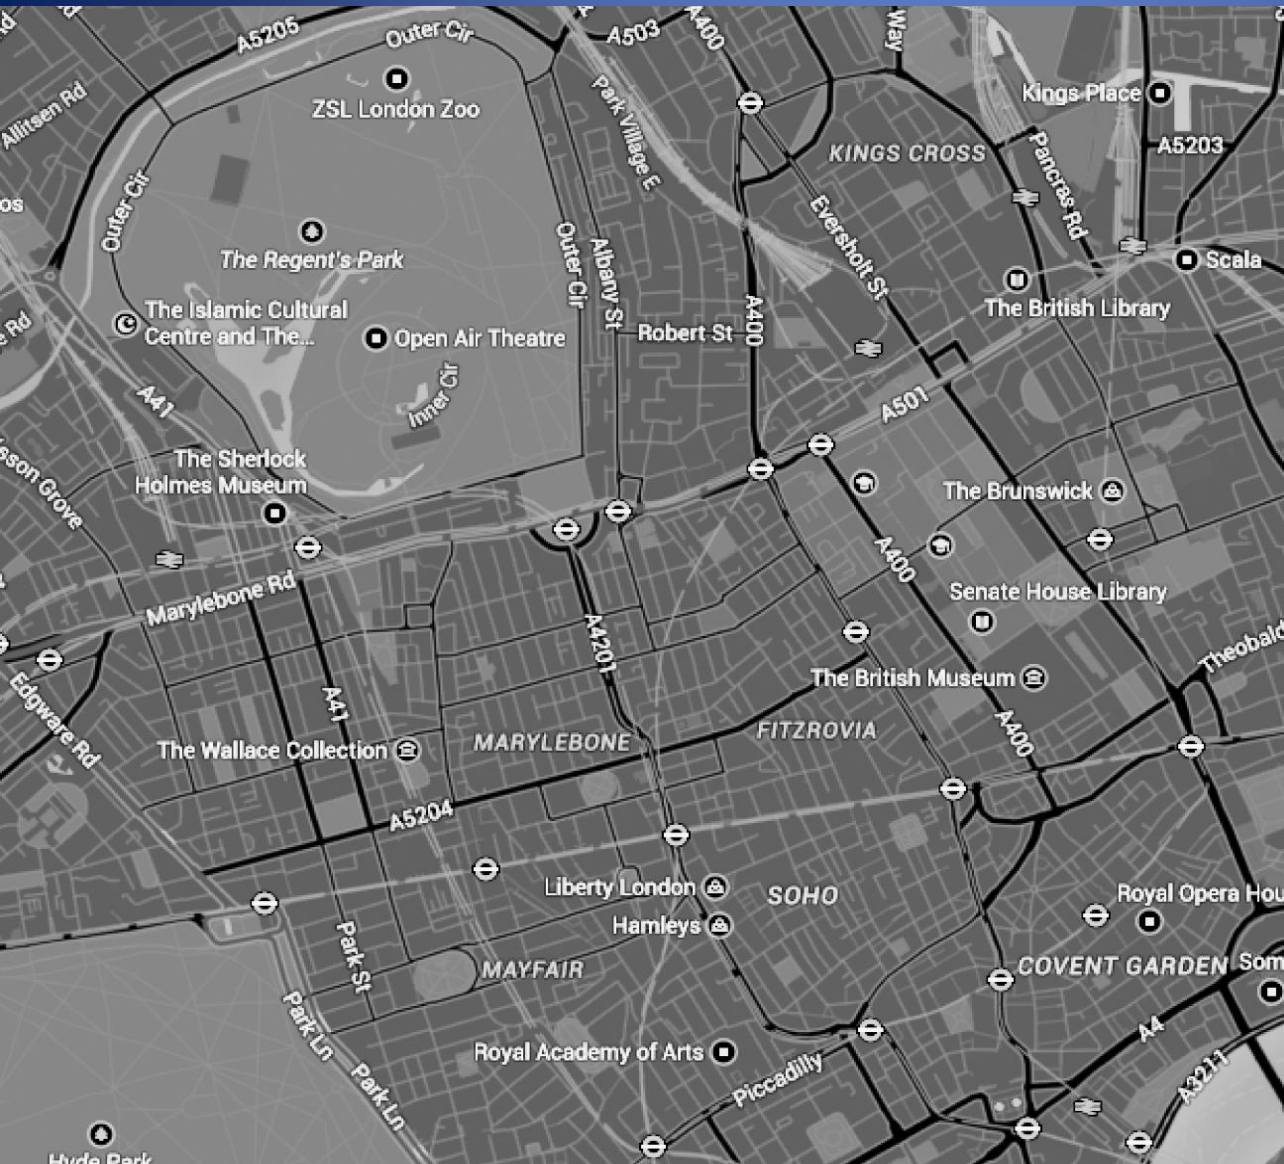 A5205
Outer Cir
A503
A400
Way
ZSL London Zoo
Allitsen Rd
Park Village E
Kings Place
KINGS CROSS
Pancras Rd
A5203
Outer Cir
The Regent's Park
Outer Cir
Albany St
Eversholt St
Scala
The British Library
The Islamic Cultural
Centre and The...
Open Air Theatre
Robert St
A400
Inner Cir
A41
A501
The Sherlock
Holmes Museum
sson Grove
The Brunswick
A400
Senate House Library
Marylebone Rd
A4201
The British Museum
Theobald
Edgware Rd
A41
The Wallace Collection
MARYLEBONE
FITZROVIA
A400
A5204
Liberty London
SOHO
Royal Opera Hou
Hamleys
Park St
MAYFAIR
COVENT GARDEN
Som
Park Ln
Royal Academy of Arts
Piccadilly
A4
A3211
Park Ln
Hyde Park